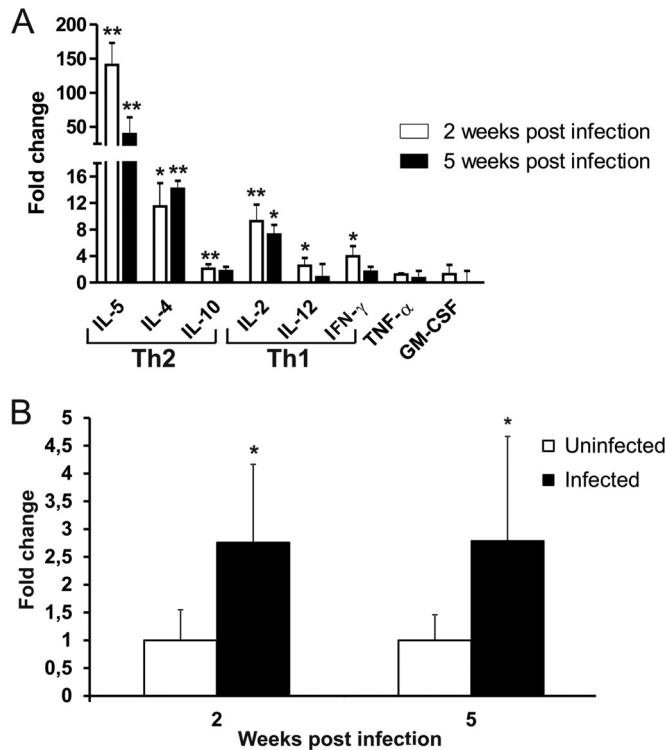 A
200
150
100
50
16
12
8
4
0
Fold change
** ** * ** ** ** * * *
2 weeks post infection
5 weeks post infection
IL-5 IL-4 IL-10 IL-2 IL-12 IFN-γ TNF-α GM-CSF
Th2 Th1
B
5
4,5
4
3,5
3
2,5
2
1,5
1
0,5
0
Fold change
* *
Uninfected
Infected
2 5
Weeks post infection